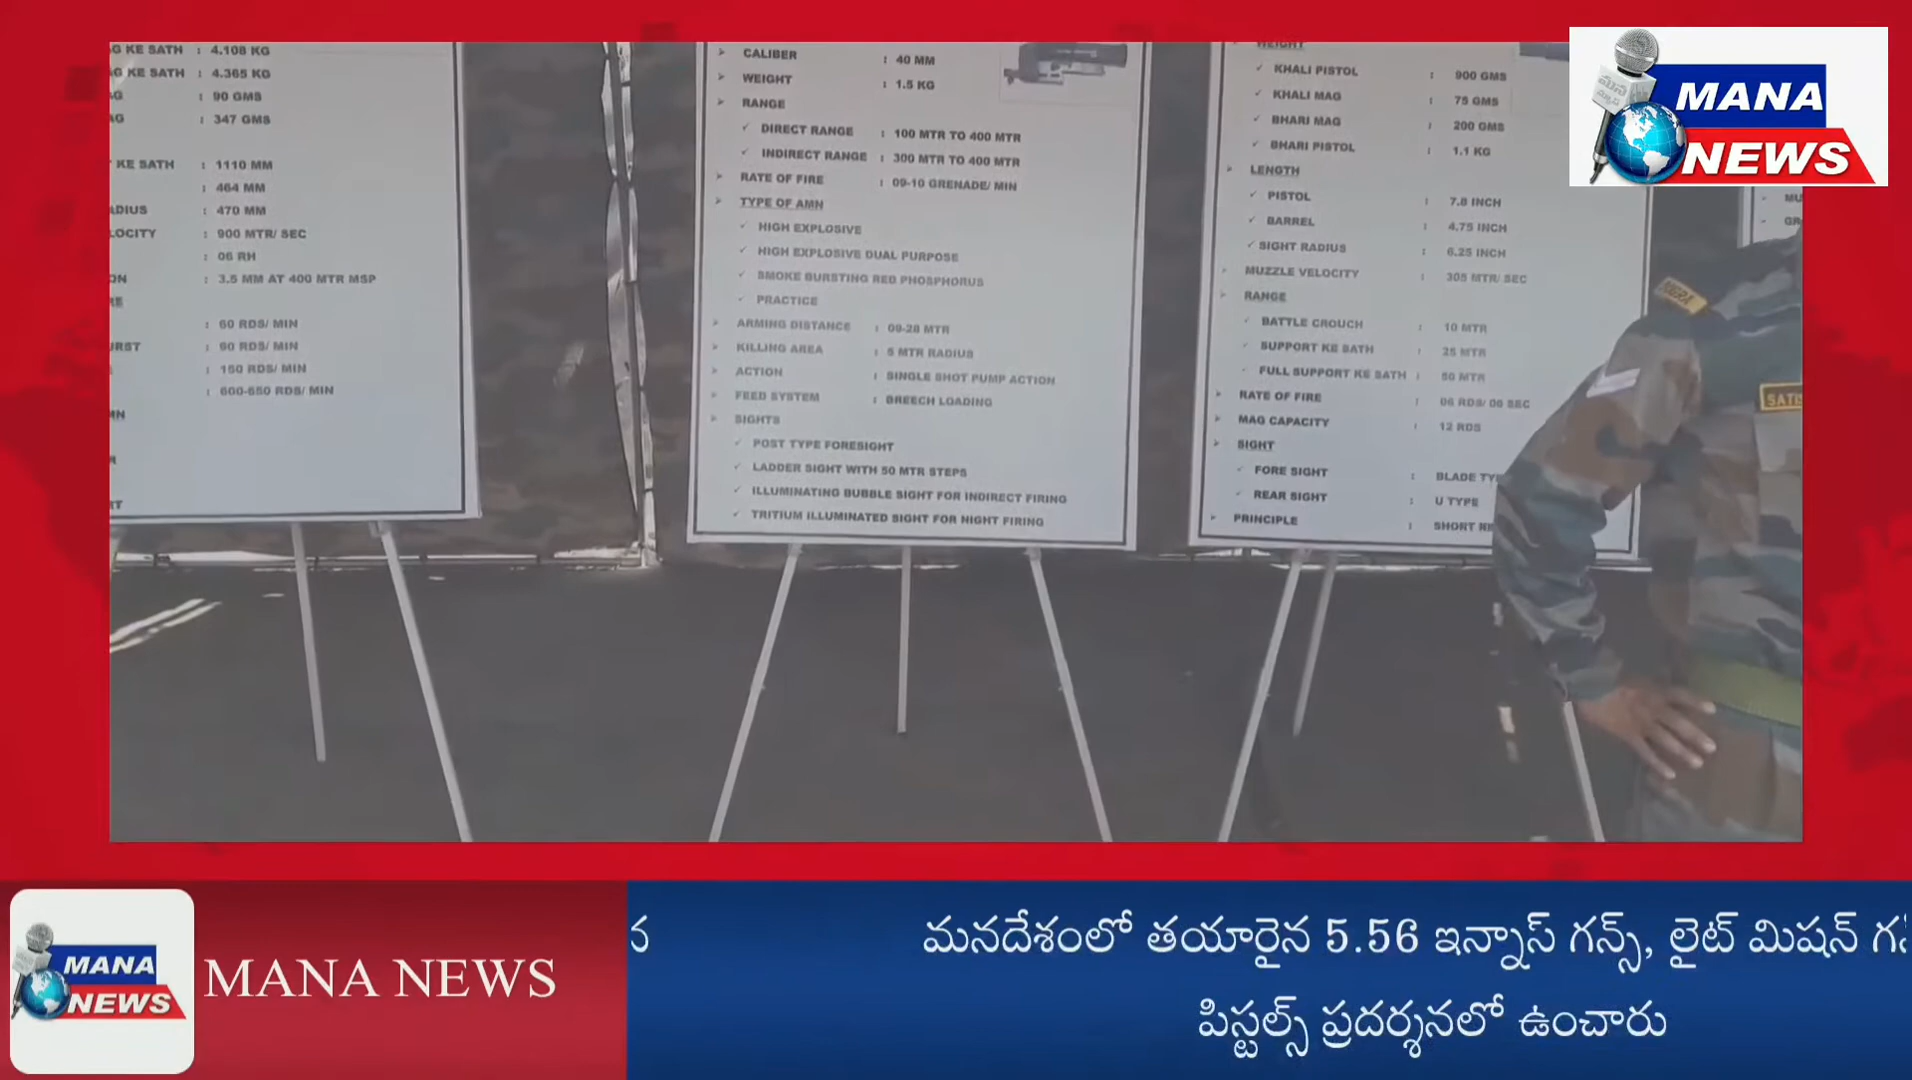 G KE SATH : 4.108 KG
G KE SATH : 4.365 KG
: 90 GMS
: 347 GMS
KE SATH : 1110 MM
: 464 MM
: 470 MM
: 900 MTR/ SEC
: 06 RH
: 3.5 MM AT 400 MTR MSP
: 60 RDS/ MIN
: 60 RDS/ MIN
: 150 RDS/ MIN
: 600-650 RDS/ MIN
CALIBER : 40 MM
WEIGHT : 1.5 KG
RANGE
DIRECT RANGE : 100 MTR TO 400 MTR
INDIRECT RANGE : 300 MTR TO 400 MTR
RATE OF FIRE : 09-10 GRENADE/ MIN
TYPE OF AMN
HIGH EXPLOSIVE
HIGH EXPLOSIVE DUAL PURPOSE
SMOKE BURSTING RED PHOSPHORUS
PRACTICE
ARMING DISTANCE : 09-28 MTR
KILLING AREA : 5 MTR RADIUS
ACTION : SINGLE SHOT PUMP ACTION
FEED SYSTEM : BREECH LOADING
SIGHTS
POST TYPE FORESIGHT
LADDER SIGHT WITH 50 MTR STEPS
ILLUMINATING BUBBLE SIGHT FOR INDIRECT FIRING
TRITIUM ILLUMINATED SIGHT FOR NIGHT FIRING
WEIGHT
KHALI PISTOL : 900 GMS
KHALI MAG : 75 GMS
BHARI MAG : 200 GMS
BHARI PISTOL : 1.1 KG
LENGTH
PISTOL : 7.8 INCH
BARREL : 4.75 INCH
SIGHT RADIUS : 6.25 INCH
MUZZLE VELOCITY : 305 MTR/ SEC
RANGE
BATTLE CROUCH : 10 MTR
SUPPORT KE SATH : 25 MTR
FULL SUPPORT KE SATH : 50 MTR
RATE OF FIRE : 06 RDS/ 06 SEC
MAG CAPACITY : 12 RDS
SIGHT
FORE SIGHT : BLADE TY
REAR SIGHT : U TYPE
PRINCIPLE : SHORT
MANA
NEWS
MANA
NEWS
MANA NEWS
న మనదేశంలో తయారైన 5.56 ఇన్నాస్ గన్స్, లైట్ మిషన్
పిస్టల్స్ ప్రదర్శనలో ఉంచారు